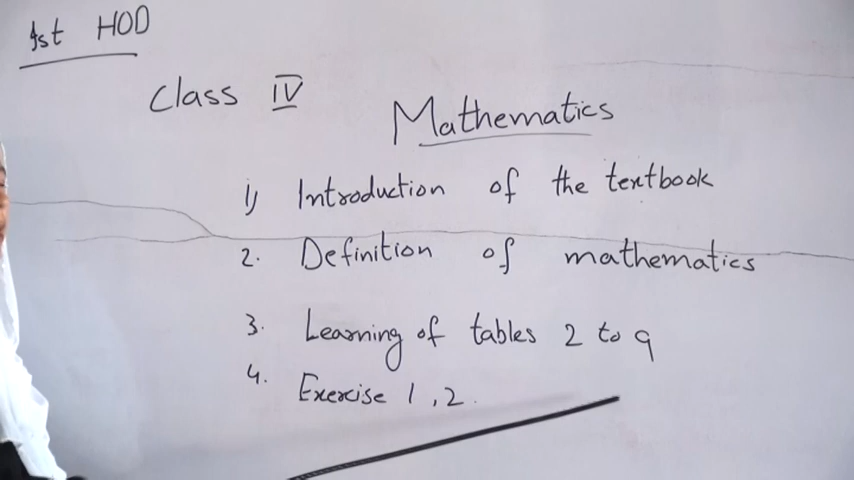 1st HOD
Class IV
Mathematics
1) Introduction of the textbook
2. Definition of mathematics
3. Learning of tables 2 to 9
4. Exercise 1, 2.